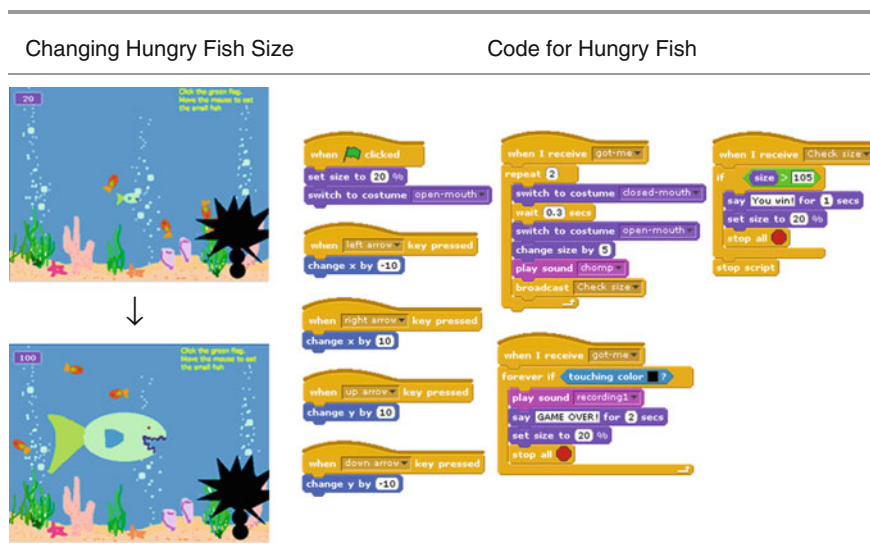 Changing Hungry Fish Size
Code for Hungry Fish
20
Click the green flag.
Move the mouse to eat
the small fish
↓
100
Click the green flag.
Move the mouse to eat
the small fish
when clicked
set size to 20 %
switch to costume open-mouth
when left arrow key pressed
change x by -10
when right arrow key pressed
change x by 10
when up arrow key pressed
change y by 10
when down arrow key pressed
change y by -10
when I receive got-me
repeat 2
switch to costume closed-mouth
wait 0.3 secs
switch to costume open-mouth
change size by 5
play sound chomp
broadcast Check size
when I receive got-me
forever if touching color ?
play sound recording1
say GAME OVER! for 2 secs
set size to 20 %
stop all
when I receive Check size
if size > 105
say You win! for 1 secs
set size to 20 %
stop all
stop script